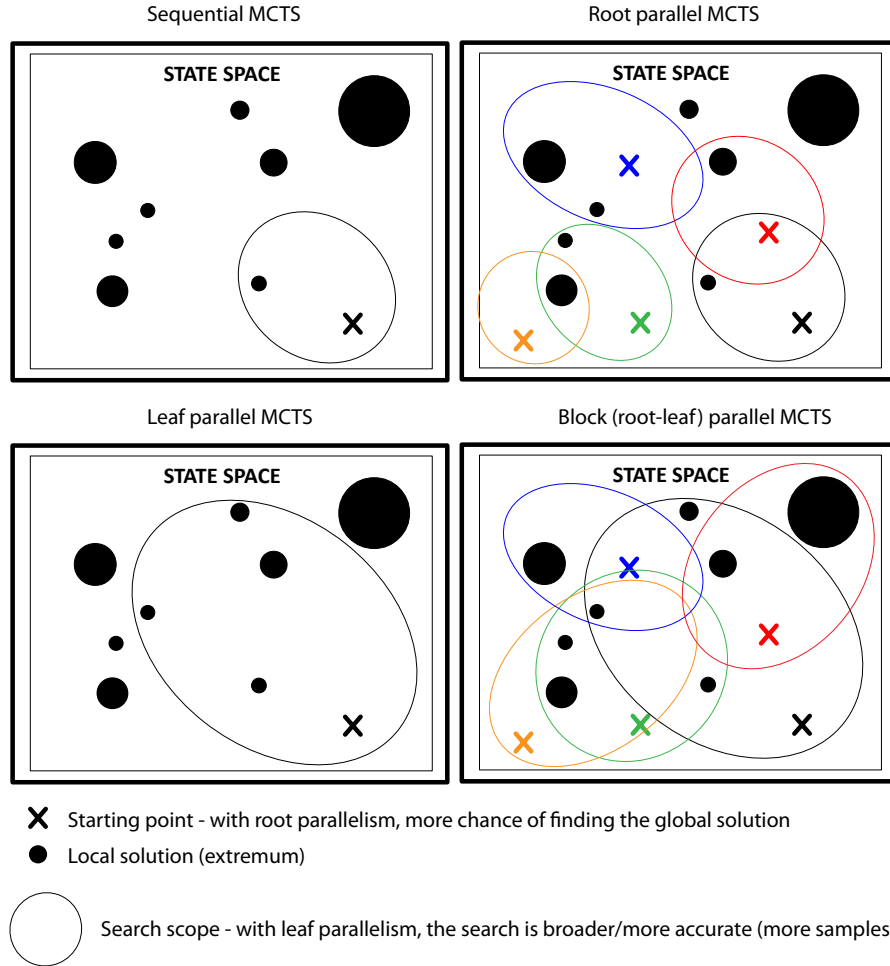 Sequential MCTS
Root parallel MCTS
STATE SPACE
STATE SPACE
Leaf parallel MCTS
Block (root-leaf) parallel MCTS
STATE SPACE
STATE SPACE
Starting point - with root parallelism, more chance of finding the global solution
Local solution (extremum)
Search scope - with leaf parallelism, the search is broader/more accurate (more samples